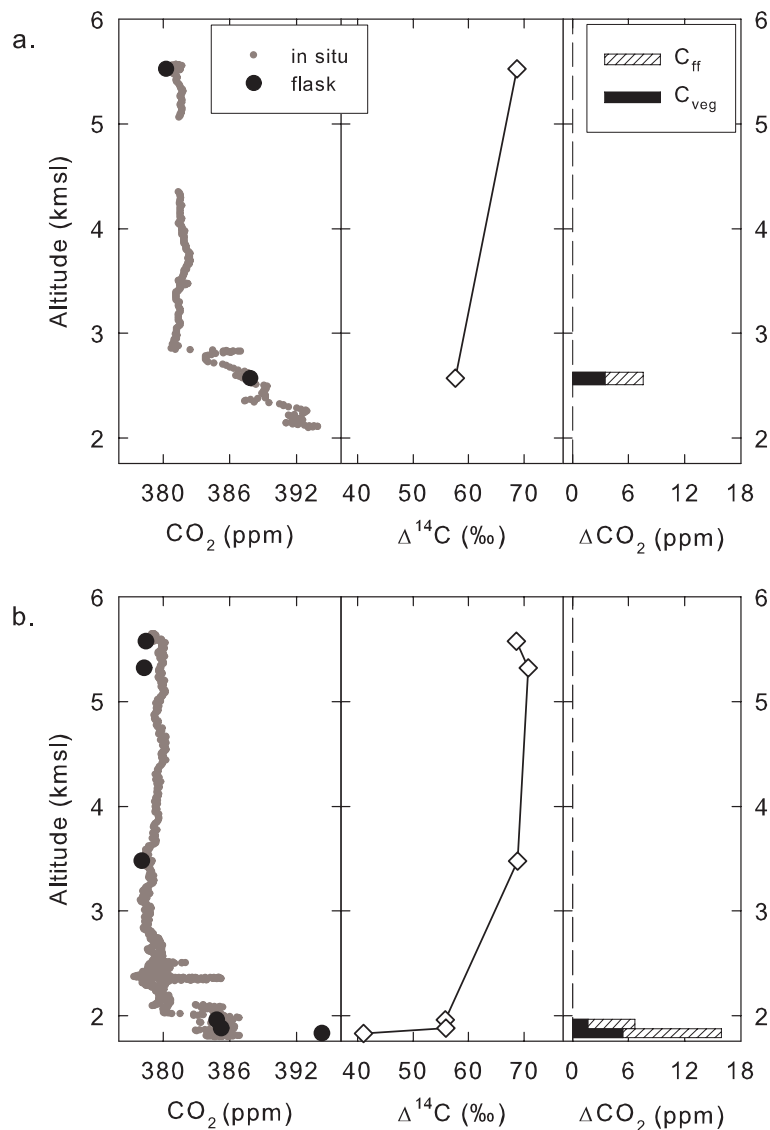 a.
in situ
flask
C_ff
C_veg
6
5
4
3
2
Altitude (kmsl)
6
5
4
3
2
380 386 392
40 50 60 70
0 6 12 18
CO₂ (ppm)
Δ¹⁴C (‰)
ΔCO₂ (ppm)
b.
6
5
4
3
2
Altitude (kmsl)
6
5
4
3
2
380 386 392
40 50 60 70
0 6 12 18
CO₂ (ppm)
Δ¹⁴C (‰)
ΔCO₂ (ppm)